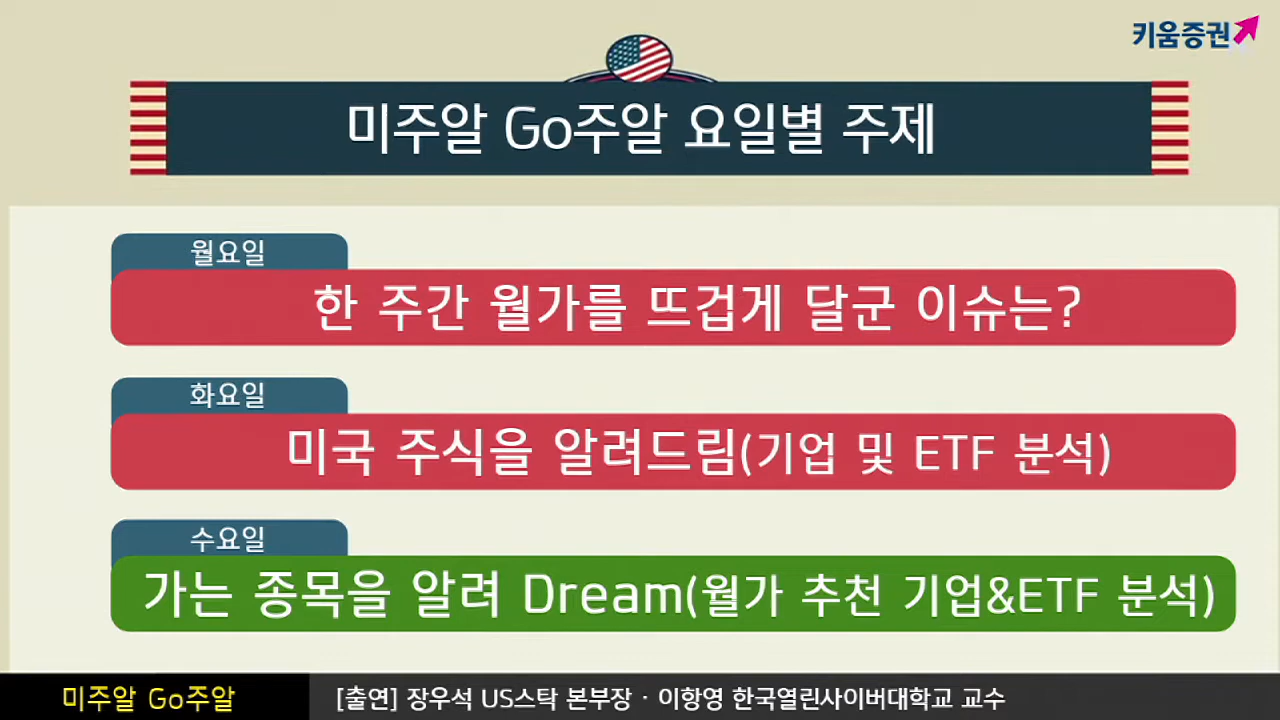 키움증권
미주알 Go주알 요일별 주제
월요일
한 주간 월가를 뜨겁게 달군 이슈는?
화요일
미국 주식을 알려드림(기업 및 ETF 분석)
수요일
가는 종목을 알려 Dream(월가 추천 기업&ETF 분석)
미주알 Go주알
[출연] 장우석 US스탁 본부장 · 이항영 한국열린사이버대학교 교수